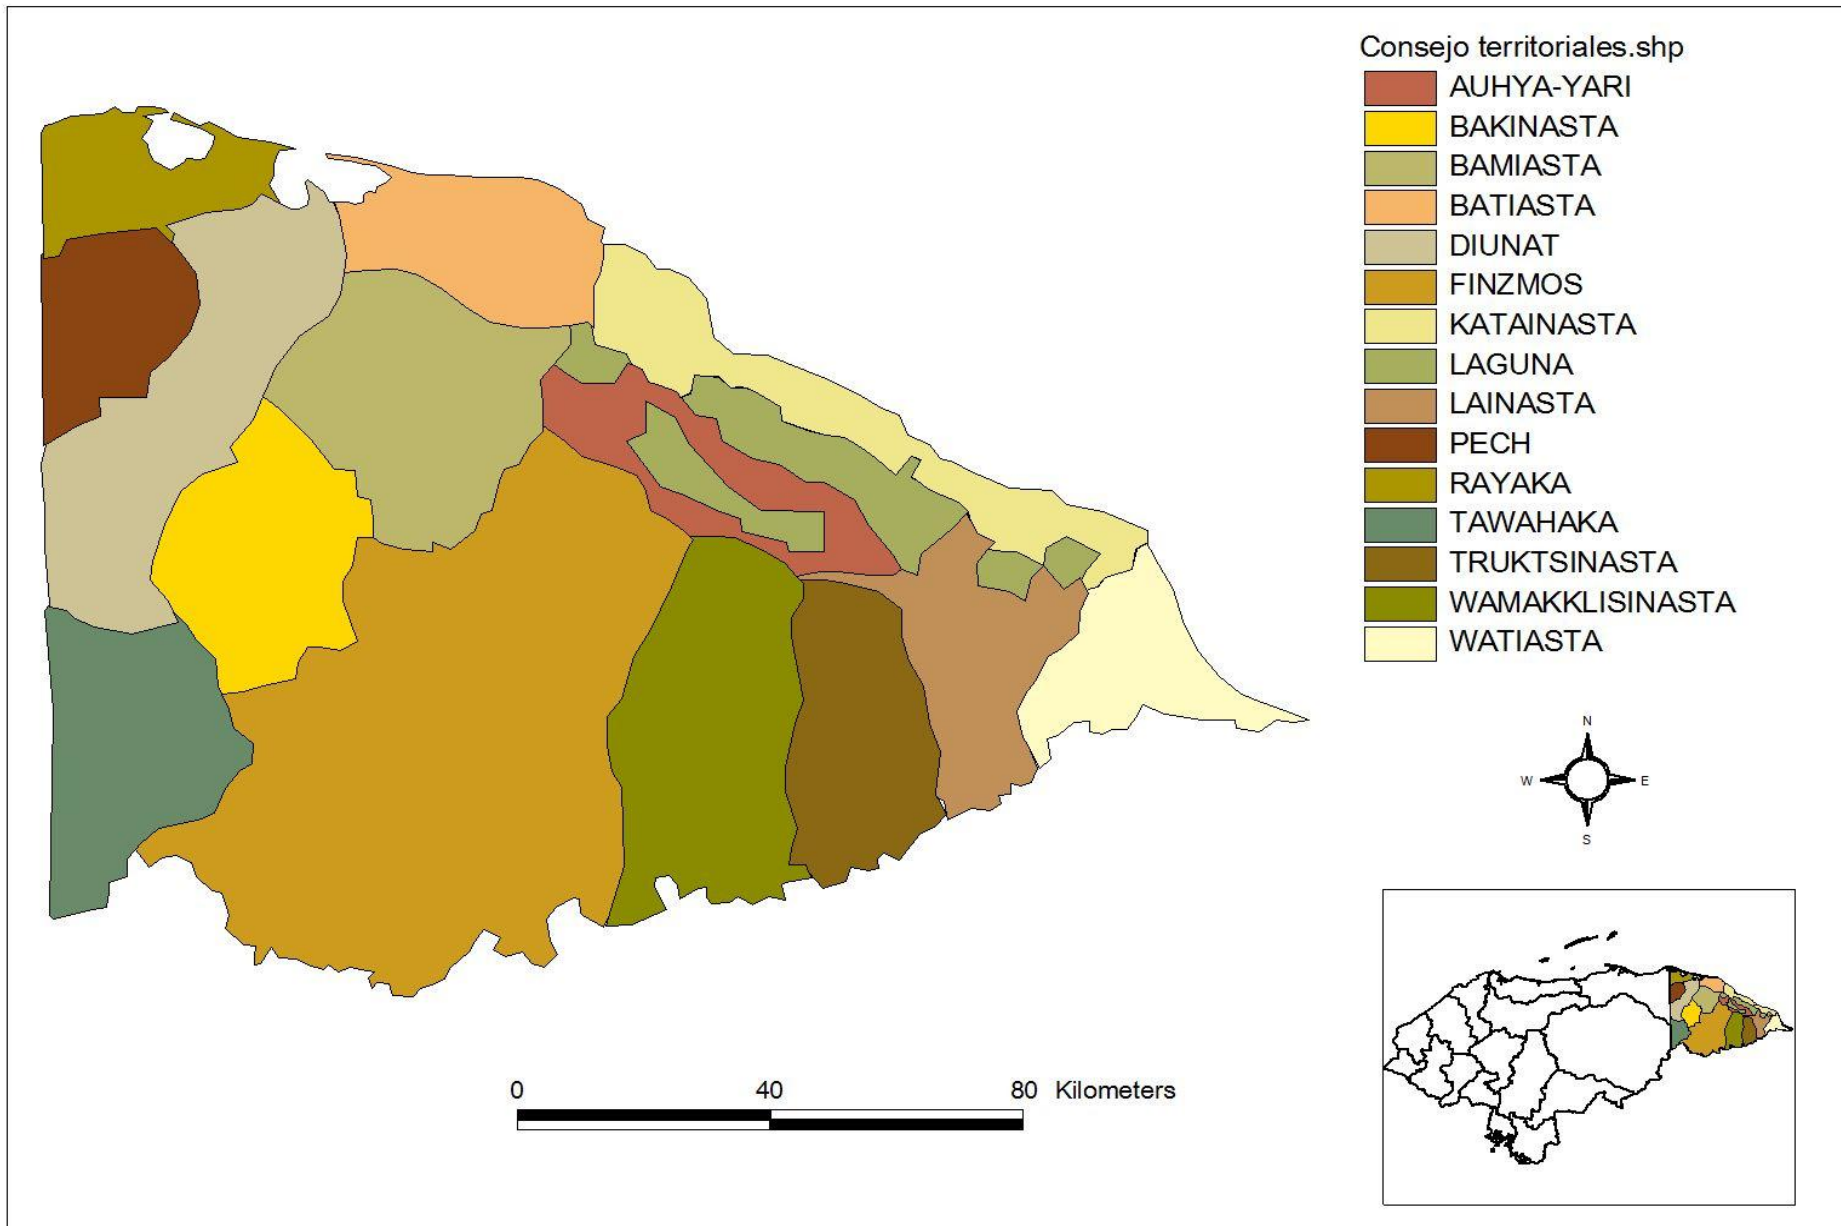 Consejo territoriales.shp
AUHYA-YARI
BAKINASTA
BAMIASTA
BATIASTA
DIUNAT
FINZMOS
KATAINASTA
LAGUNA
LAINASTA
PECH
RAYAKA
TAWAHAKA
TRUKTSINASTA
WAMAKKLISINASTA
WATIASTA
N
W E
S
0 40 80 Kilometers